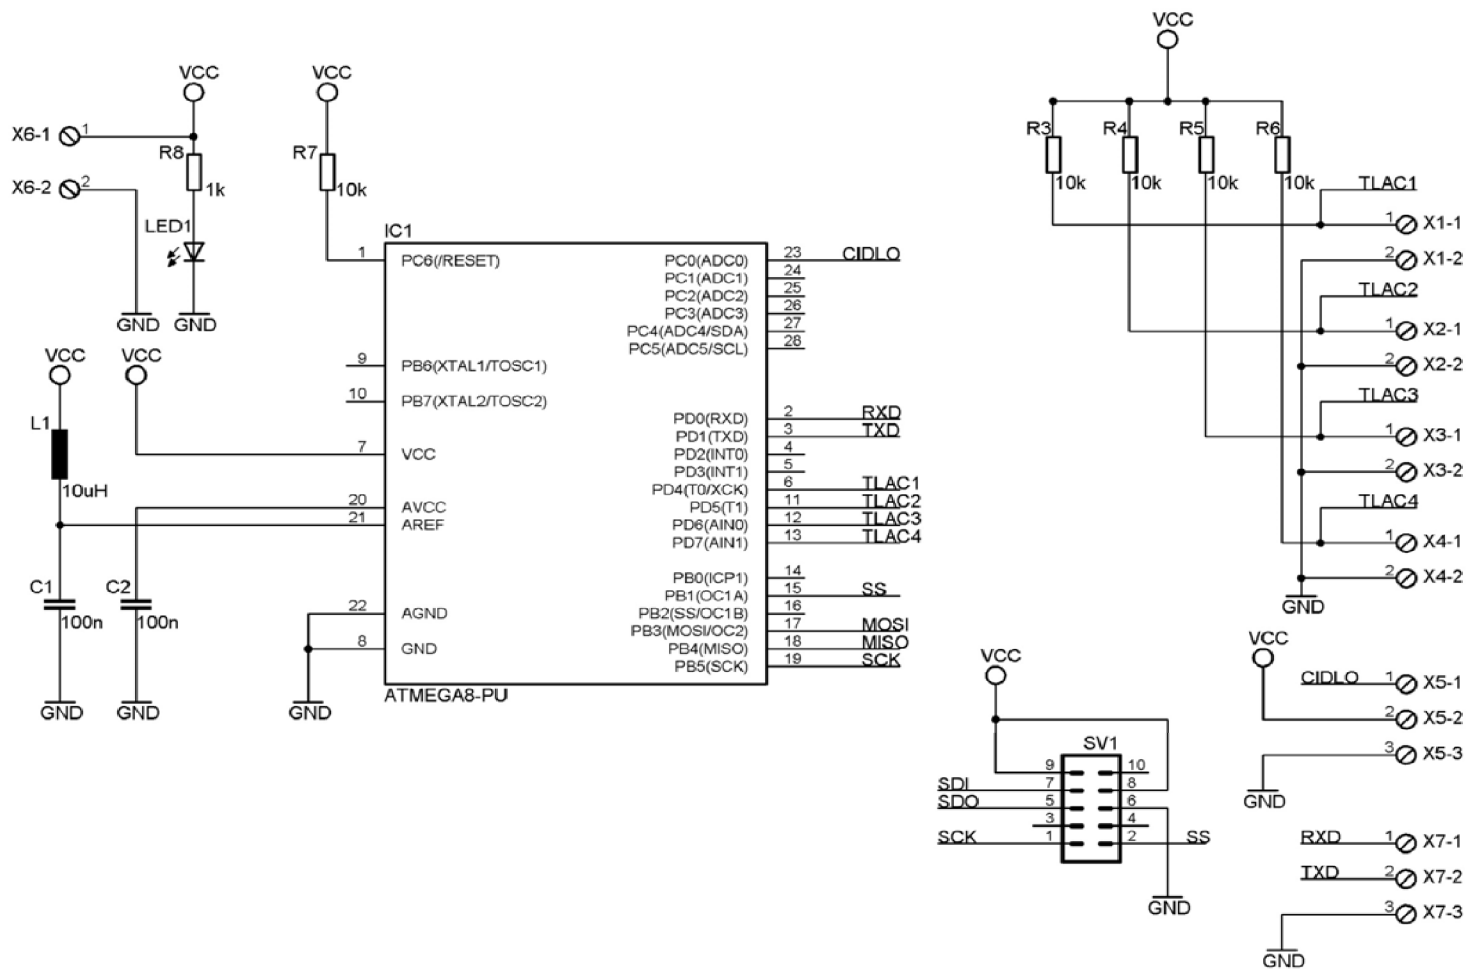 VCC
X6-1 1
R8
1k
X6-2 2
LED1
GND
GND
VCC
R7
10k
VCC
VCC
L1
10uH
C1
100n
C2
100n
GND
GND
GND
IC1
1 PC6(/RESET)
9 PB6(XTAL1/TOSC1)
10 PB7(XTAL2/TOSC2)
7 VCC
20 AVCC
21 AREF
22 AGND
8 GND
PC0(ADC0) 23 CIDLO
PC1(ADC1) 24
PC2(ADC2) 25
PC3(ADC3) 26
PC4(ADC4/SDA) 27
PC5(ADC5/SCL) 28
PD0(RXD) 2 RXD
PD1(TXD) 3 TXD
PD2(INT0) 4
PD3(INT1) 5
PD4(T0/XCK) 6 TLAC1
PD5(T1) 11 TLAC2
PD6(AIN0) 12 TLAC3
PD7(AIN1) 13 TLAC4
PB0(ICP1) 14
PB1(OC1A) 15 SS
PB2(SS/OC1B) 16
PB3(MOSI/OC2) 17 MOSI
PB4(MISO) 18 MISO
PB5(SCK) 19 SCK
ATMEGA8-PU
VCC
R3 R4 R5 R6
10k 10k 10k 10k
TLAC1
1 X1-1
2 X1-2
TLAC2
1 X2-1
2 X2-2
TLAC3
1 X3-1
2 X3-2
TLAC4
1 X4-1
2 X4-2
GND
VCC
SV1
9 10
SDI 7 8
SDO 5 6
3 4
SCK 1 2 SS
GND
VCC
CIDLO 1 X5-1
2 X5-2
3 X5-3
GND
RXD 1 X7-1
TXD 2 X7-2
3 X7-3
GND